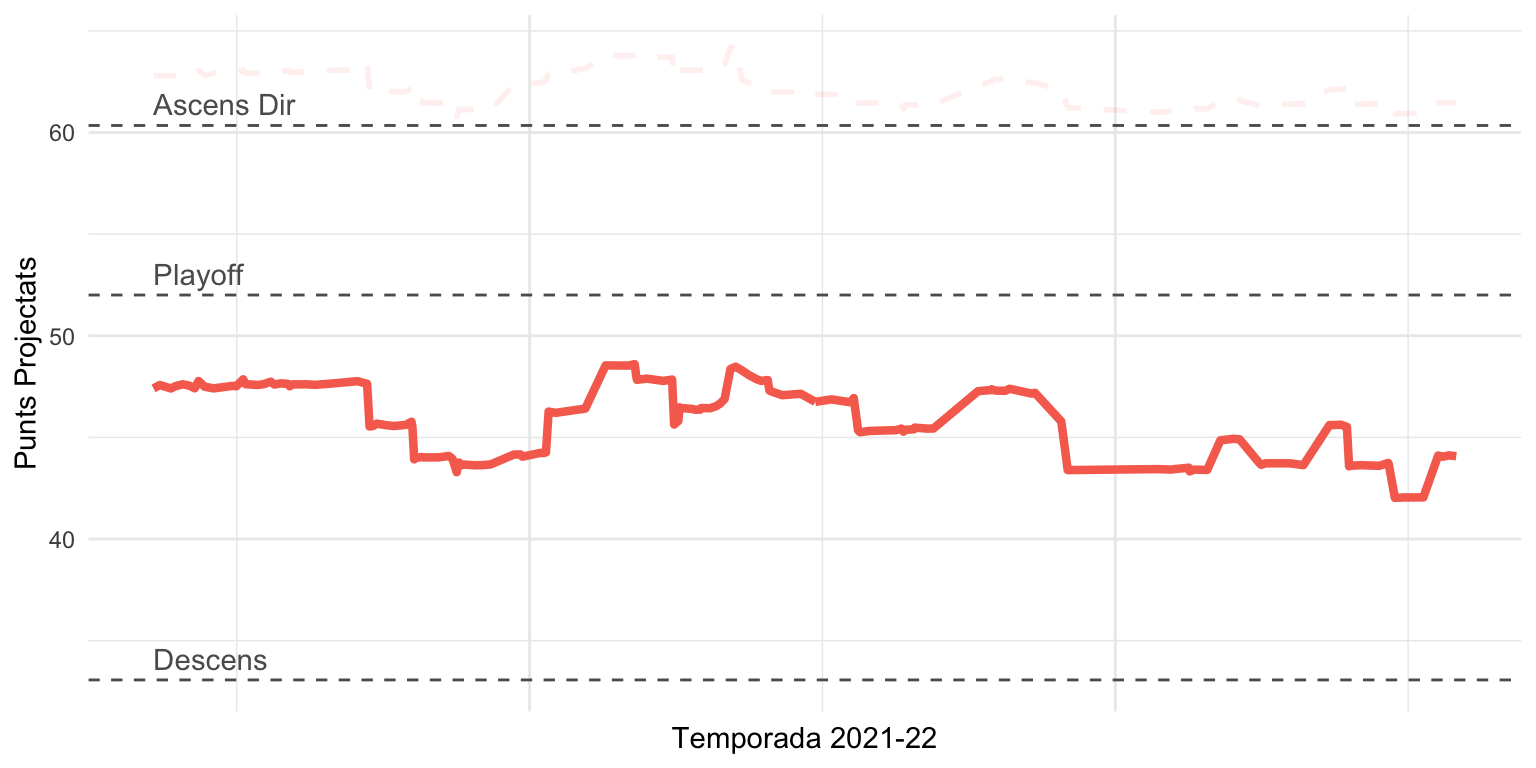 Ascens Dir
60
Playoff
50
40
Descens
Punts Projectats
Temporada 2021-22